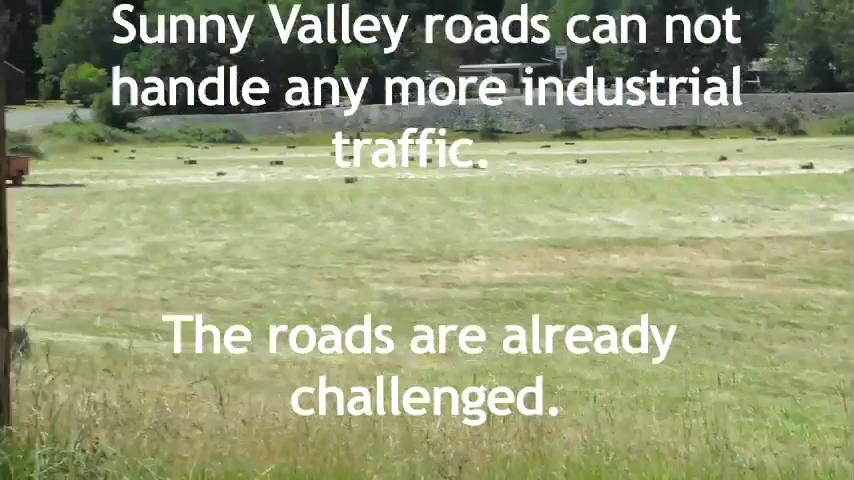 Sunny Valley roads can not
handle any more industrial
traffic.
The roads are already
challenged.